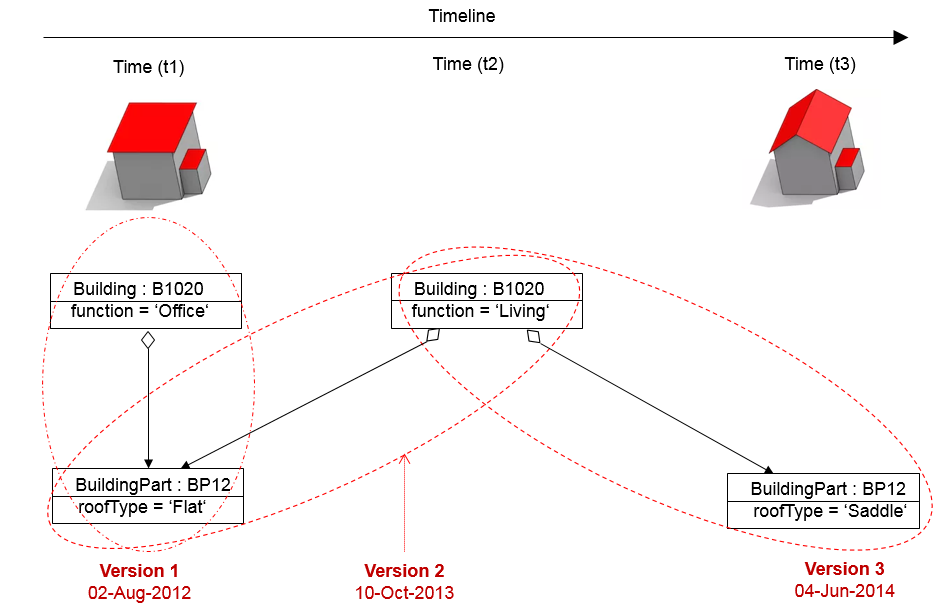 Timeline
Time (t1)
Time (t2)
Time (t3)
Building : B1020
function = ‘Office‘
Building : B1020
function = ‘Living‘
BuildingPart : BP12
roofType = ‘Flat‘
BuildingPart : BP12
roofType = ‘Saddle‘
Version 1
02-Aug-2012
Version 2
10-Oct-2013
Version 3
04-Jun-2014